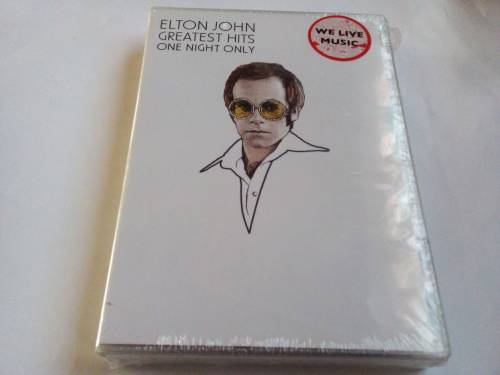 ELTON JOHN
GREATEST HITS
ONE NIGHT ONLY
WE LIVE
MUSIC